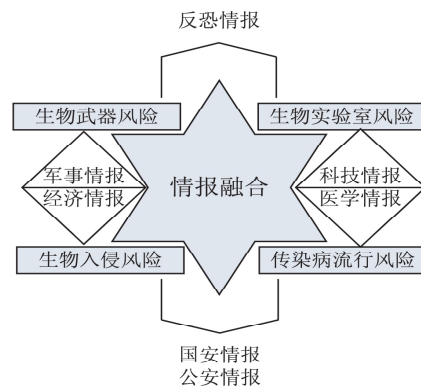 反恐情报
生物武器风险
生物实验室风险
军事情报
经济情报
情报融合
科技情报
医学情报
生物入侵风险
传染病流行风险
国安情报
公安情报